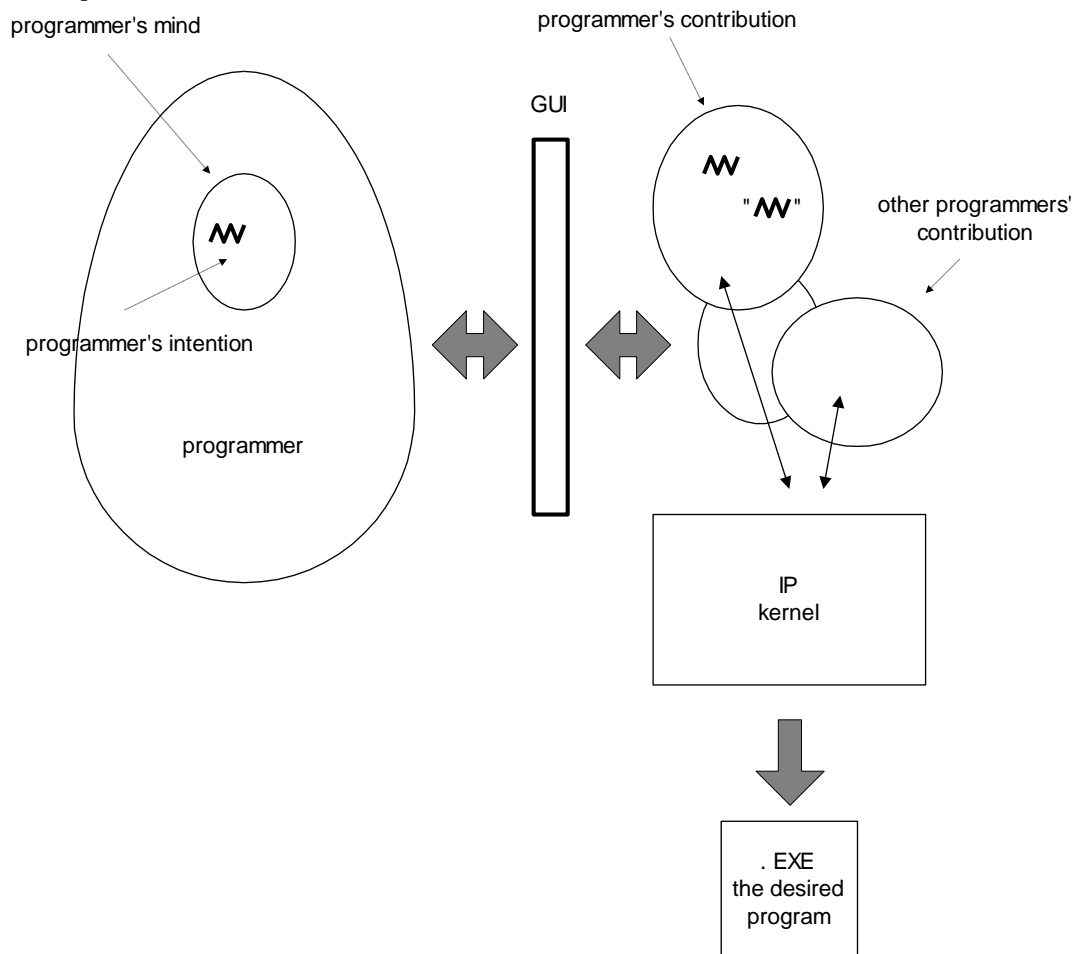 programmer's mind
programmer's contribution
GUI
" "
other programmers'
contribution
programmer's intention
programmer
IP
kernel
. EXE
the desired
program